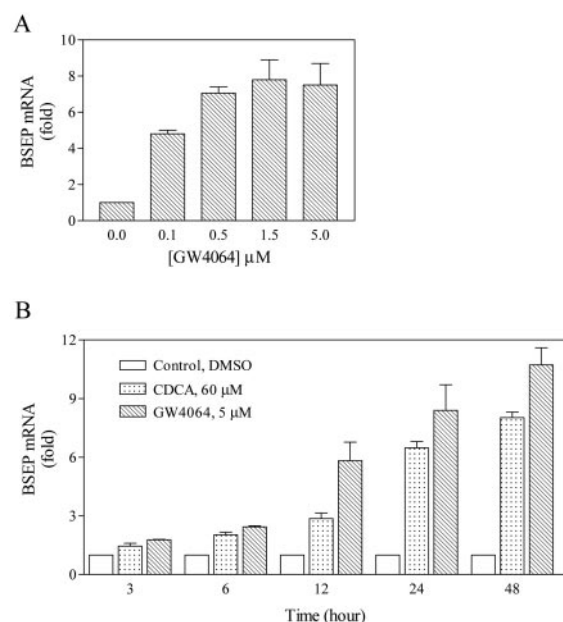 A
10
8
6
4
2
0
BSEP mRNA
(fold)
0.0 0.1 0.5 1.5 5.0
[GW4064] µM
B
12
9
6
3
0
BSEP mRNA
(fold)
Control, DMSO
CDCA, 60 µM
GW4064, 5 µM
3 6 12 24 48
Time (hour)